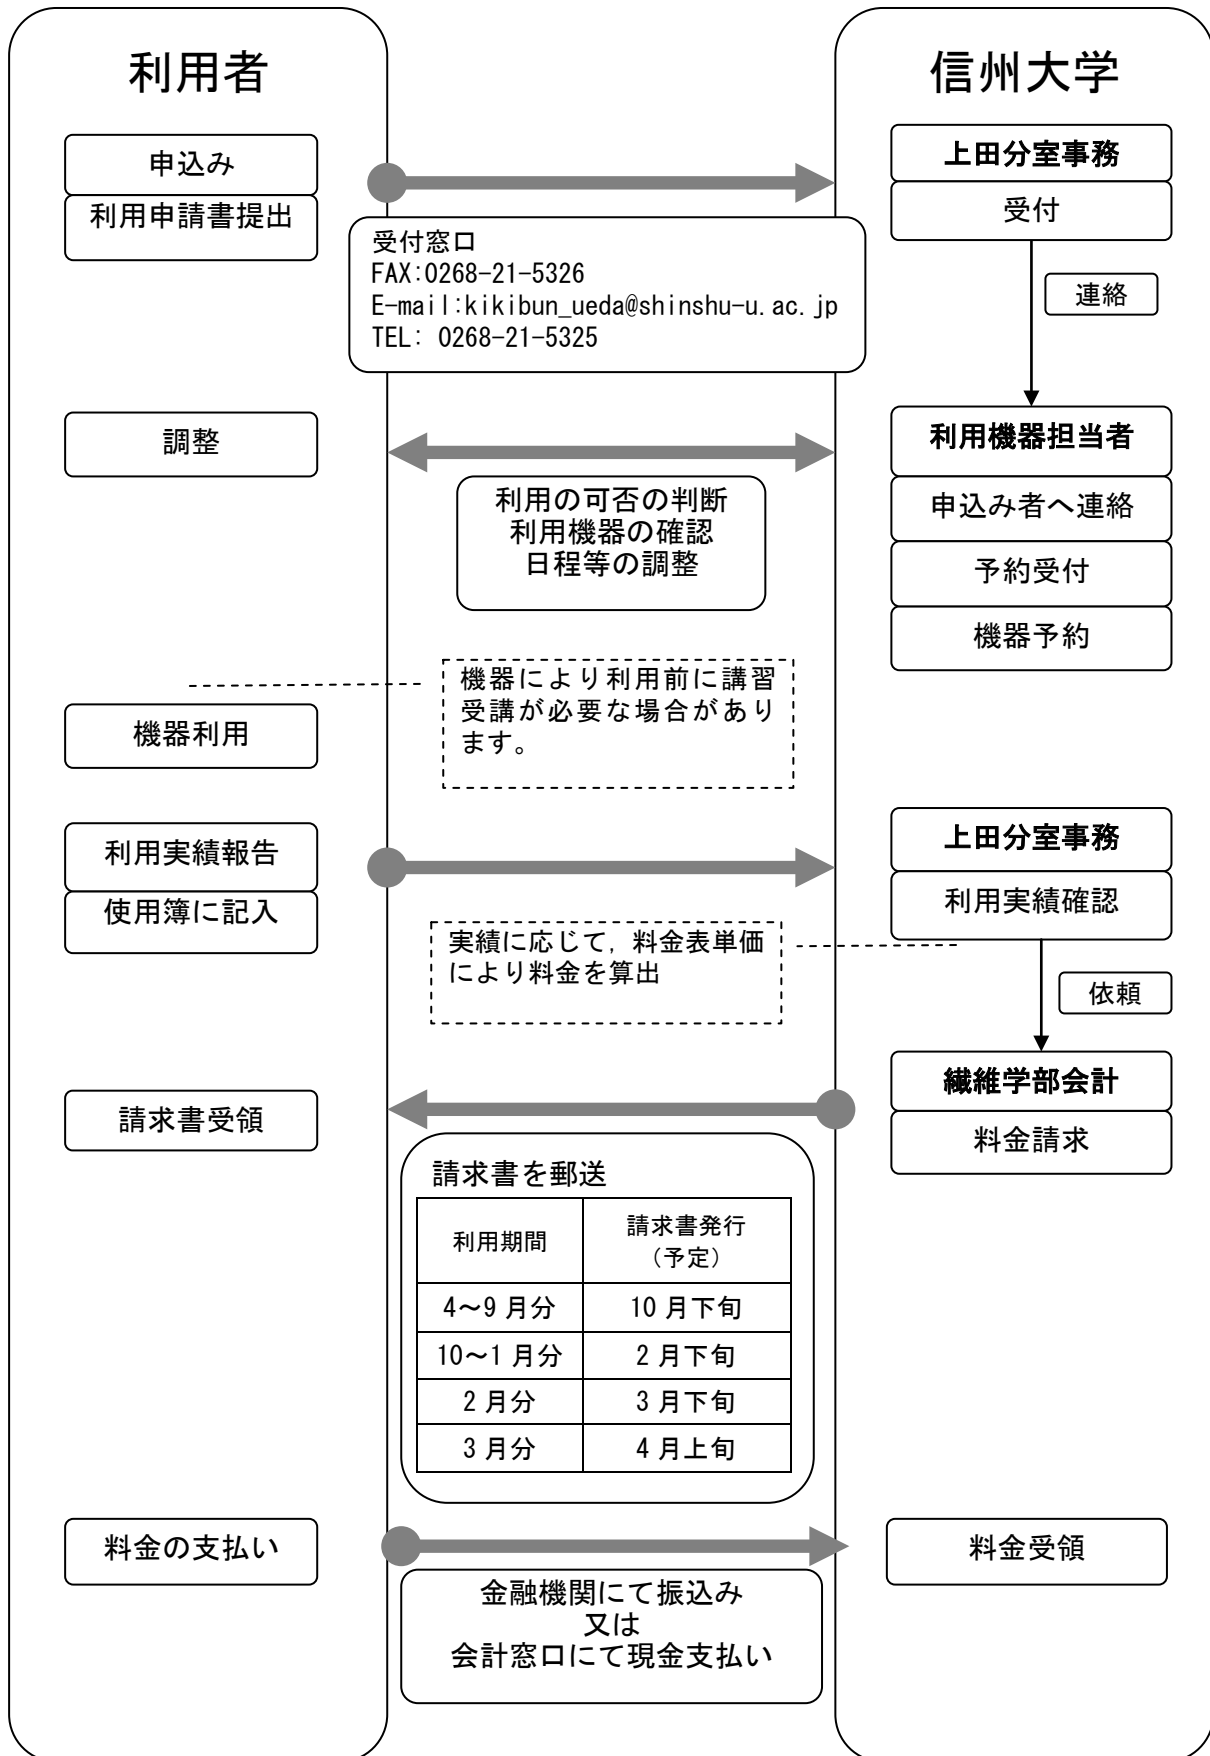 利用者
信州大学
申込み
利用申請書提出
上田分室事務
受付
受付窓口
FAX:0268-21-5326
E-mail:kikibun_ueda@shinshu-u.ac.jp
TEL: 0268-21-5325
連絡
調整
利用機器担当者
申込み者へ連絡
予約受付
機器予約
利用の可否の判断
利用機器の確認
日程等の調整
機器により利用前に講習
受講が必要な場合があり
ます。
機器利用
利用実績報告
使用簿に記入
上田分室事務
利用実績確認
実績に応じて，料金表単価
により料金を算出
依頼
繊維学部会計
料金請求
請求書受領
請求書を郵送
利用期間
請求書発行
（予定）
4～9 月分
10 月下旬
10～1 月分
2 月下旬
2 月分
3 月下旬
3 月分
4 月上旬
料金の支払い
料金受領
金融機関にて振込み
又は
会計窓口にて現金支払い